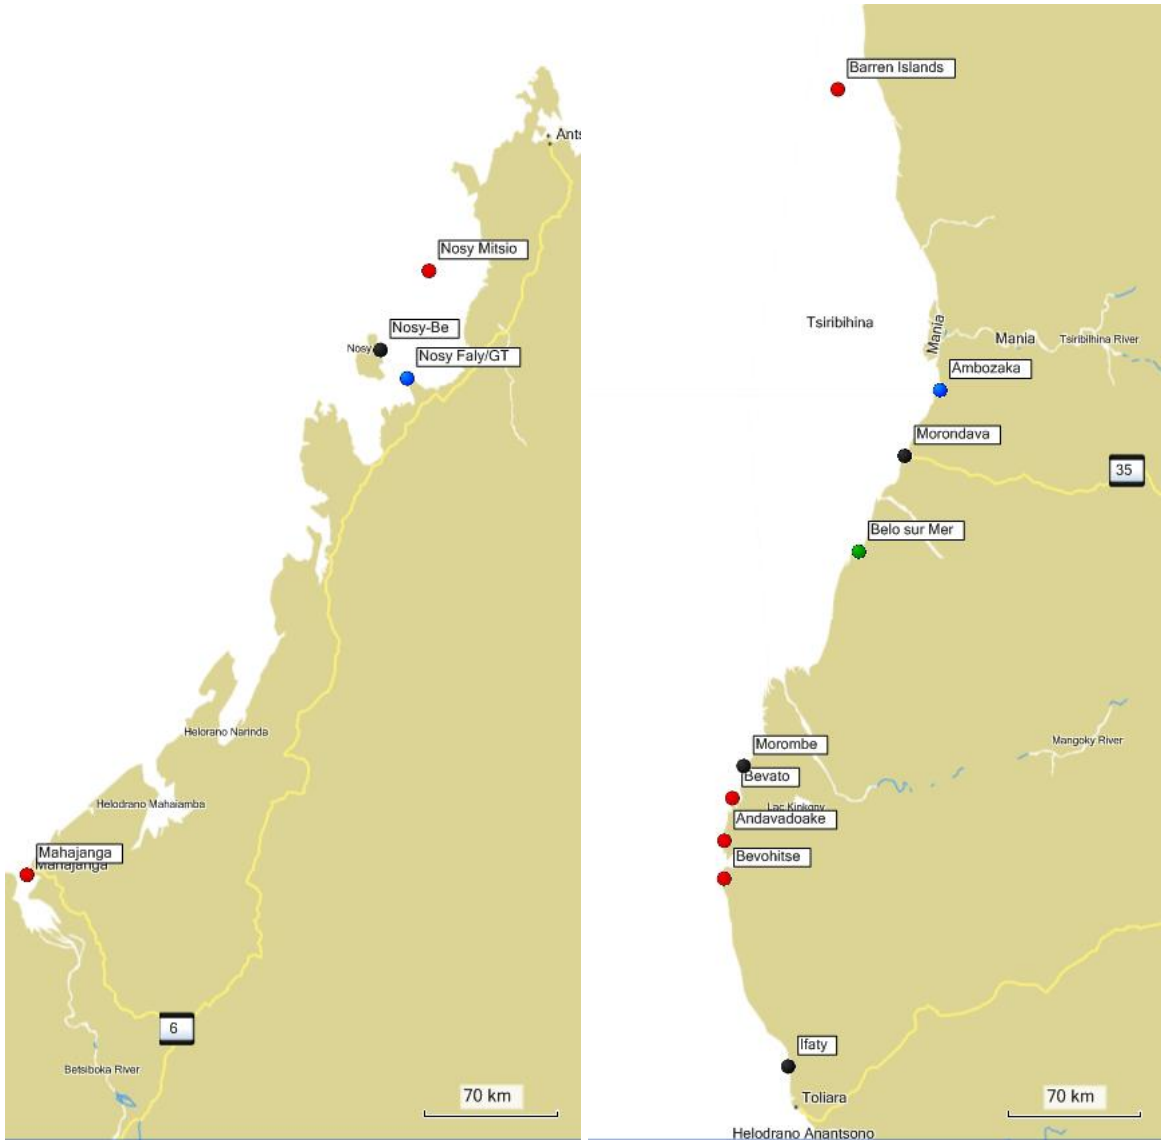 Ants
Nosy Mitsio
Nosy-Be
Nosy
Nosy Faly/GT
Helorano Narinda
Helodrano Mahajamba
Mahajanga
Mahajanga
6
Betsiboka River
70 km
Barren Islands
Tsiribihina
Mania
Mania
Tsiribilhina River
Ambozaka
Morondava
35
Belo sur Mer
Morombe
Mangoky River
Bevato
Lac Kinkony
Andavadoake
Bevohitse
Ifaty
Toliara
70 km
Helodrano Anantsono